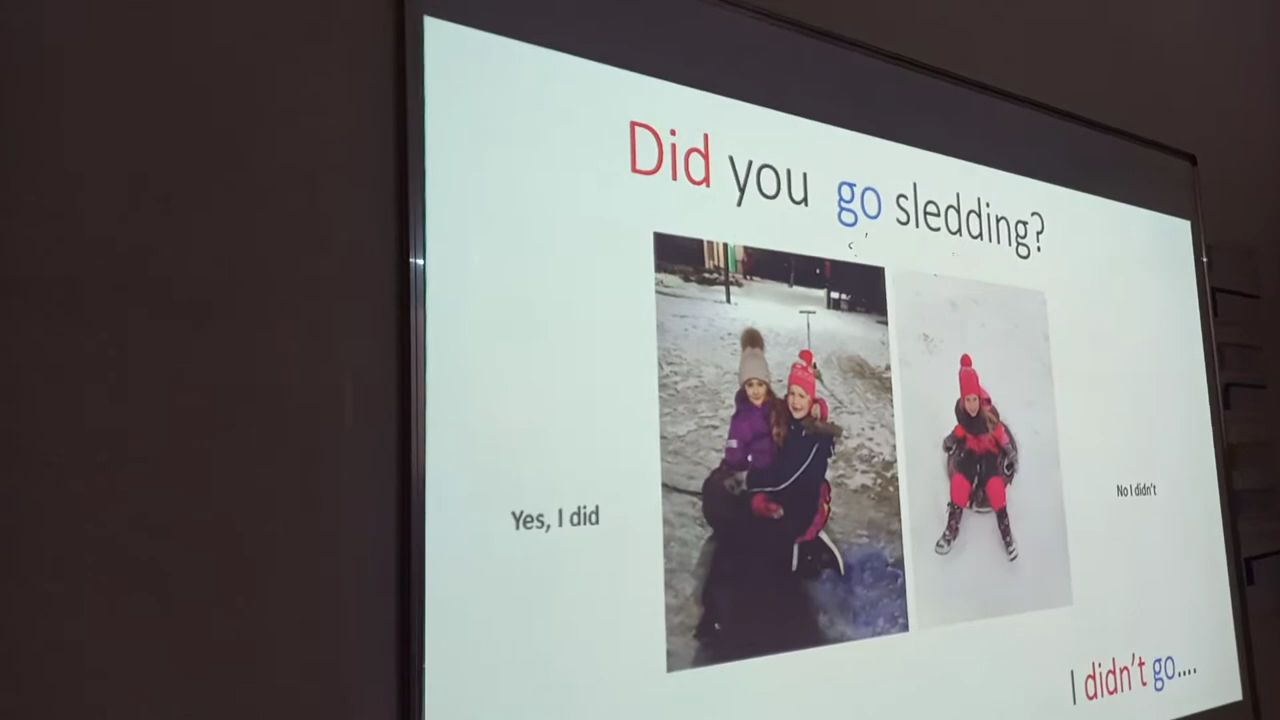 Did you go sledding?
Yes, I did
No I didn't
I didn't go....